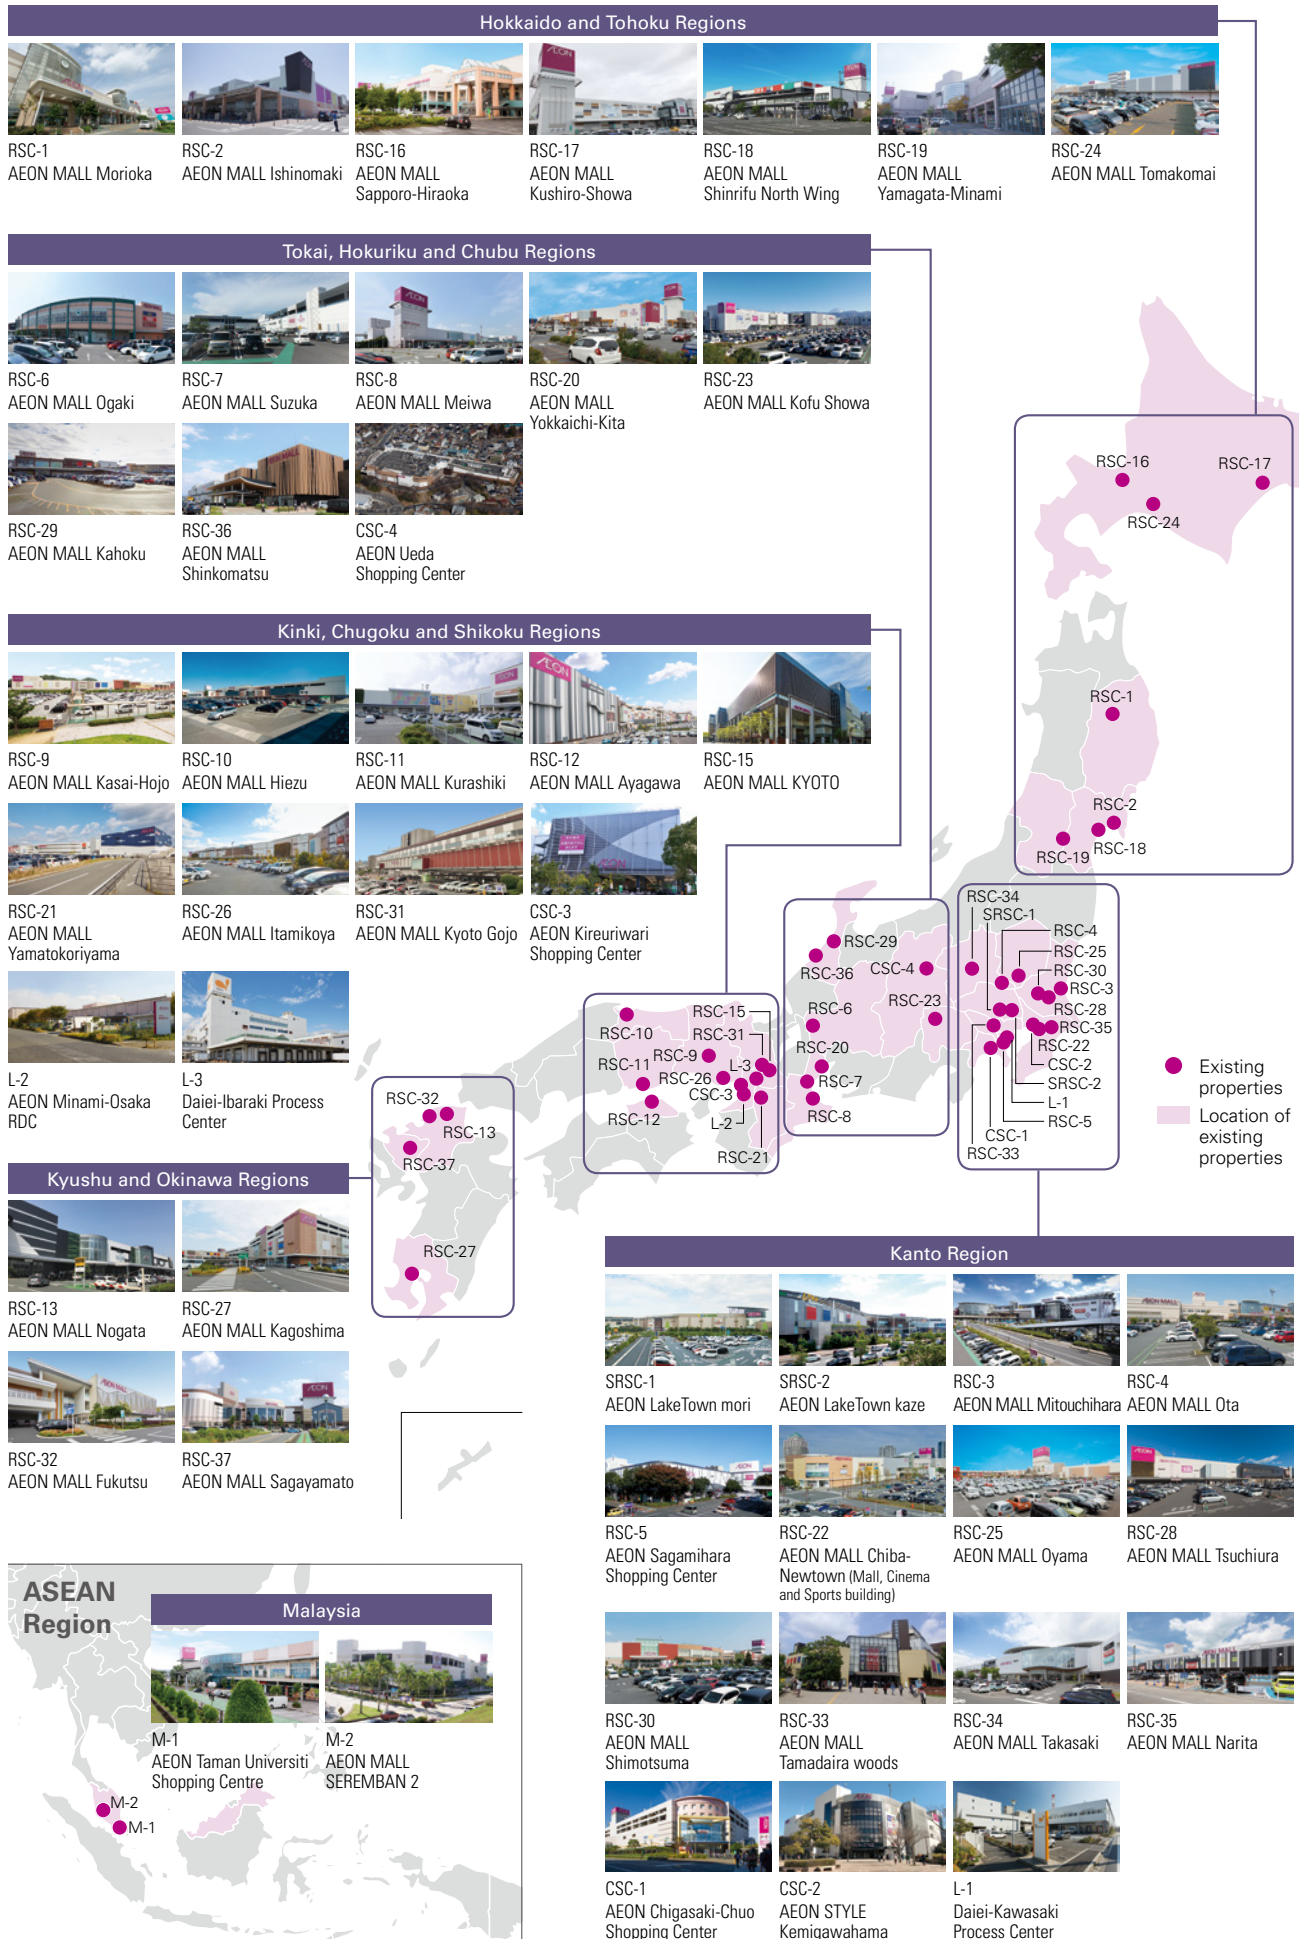 Hokkaido and Tohoku Regions
RSC-1
AEON MALL Morioka
RSC-2
AEON MALL Ishinomaki
RSC-16
AEON MALL
Sapporo-Hiraoka
RSC-17
AEON MALL
Kushiro-Showa
RSC-18
AEON MALL
Shinrifu North Wing
RSC-19
AEON MALL
Yamagata-Minami
RSC-24
AEON MALL Tomakomai
Tokai, Hokuriku and Chubu Regions
RSC-6
AEON MALL Ogaki
RSC-7
AEON MALL Suzuka
RSC-8
AEON MALL Meiwa
RSC-20
AEON MALL
Yokkaichi-Kita
RSC-23
AEON MALL Kofu Showa
RSC-29
AEON MALL Kahoku
RSC-36
AEON MALL
Shinkomatsu
CSC-4
AEON Ueda
Shopping Center
Kinki, Chugoku and Shikoku Regions
RSC-9
AEON MALL Kasai-Hojo
RSC-10
AEON MALL Hiezu
RSC-11
AEON MALL Kurashiki
RSC-12
AEON MALL Ayagawa
RSC-15
AEON MALL KYOTO
RSC-21
AEON MALL
Yamatokoriyama
RSC-26
AEON MALL Itamikoya
RSC-31
AEON MALL Kyoto Gojo
CSC-3
AEON Kireuriwari
Shopping Center
L-2
AEON Minami-Osaka
RDC
L-3
Daiei-Ibaraki Process
Center
Kyushu and Okinawa Regions
RSC-13
AEON MALL Nogata
RSC-27
AEON MALL Kagoshima
RSC-32
AEON MALL Fukutsu
RSC-37
AEON MALL Sagayamato
RSC-16
RSC-17
RSC-24
RSC-1
RSC-2
RSC-18
RSC-19
RSC-34
SRSC-1
RSC-4
RSC-25
RSC-30
RSC-3
RSC-28
RSC-35
RSC-22
CSC-2
SRSC-2
L-1
RSC-5
CSC-1
RSC-33
RSC-29
RSC-36
CSC-4
RSC-6
RSC-23
RSC-20
RSC-7
RSC-8
RSC-15
RSC-10
RSC-31
RSC-9
RSC-11
L-3
RSC-26
CSC-3
RSC-12
L-2
RSC-21
RSC-32
RSC-13
RSC-37
RSC-27
Existing
properties
Location of
existing
properties
Kanto Region
SRSC-1
AEON LakeTown mori
SRSC-2
AEON LakeTown kaze
RSC-3
AEON MALL Mitouchihara
RSC-4
AEON MALL Ota
RSC-5
AEON Sagamihara
Shopping Center
RSC-22
AEON MALL Chiba-
Newtown (Mall, Cinema
and Sports building)
RSC-25
AEON MALL Oyama
RSC-28
AEON MALL Tsuchiura
RSC-30
AEON MALL
Shimotsuma
RSC-33
AEON MALL
Tamadaira woods
RSC-34
AEON MALL Takasaki
RSC-35
AEON MALL Narita
CSC-1
AEON Chigasaki-Chuo
Shopping Center
CSC-2
AEON STYLE
Kemigawahama
L-1
Daiei-Kawasaki
Process Center
ASEAN
Region
Malaysia
M-1
AEON Taman Universiti
Shopping Centre
M-2
AEON MALL
SEREMBAN 2
M-2
M-1